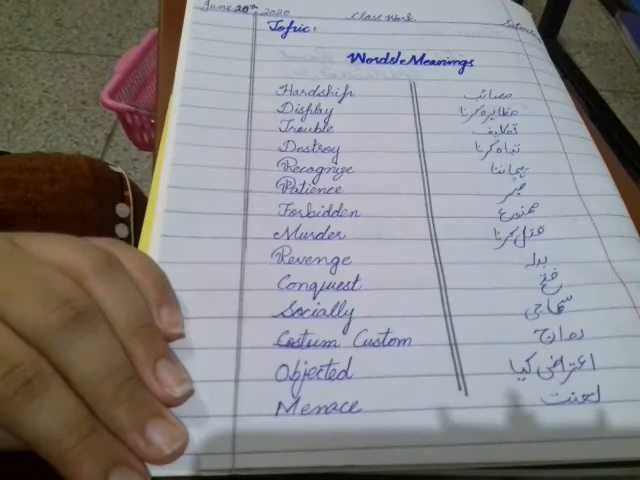 June 20th 2020 Class Work
Topic:
Words/Meanings
Hardship مصائب
Display مظاہرہ کرنا
Trouble تکلیف
Destroy تباہ کرنا
Recognize پہچاننا
Patience صبر
Forbidden ممنوع
Murder قتل کرنا
Revenge بدلہ
Conquest فتح
Socially سماجی
Costum Custom رواج
Objected اعتراض کیا
Menace لعنت